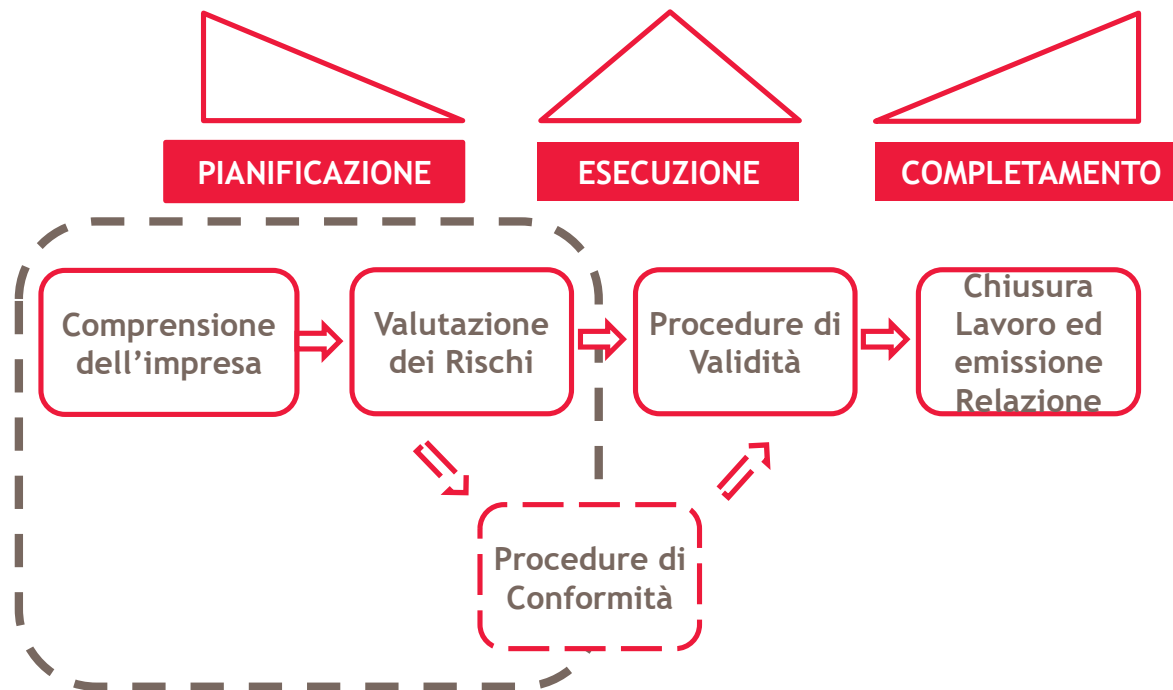 PIANIFICAZIONE
ESECUZIONE
COMPLETAMENTO
Comprensione
dell’impresa
Valutazione
dei Rischi
Procedure di
Validità
Chiusura
Lavoro ed
emissione
Relazione
Procedure di
Conformità